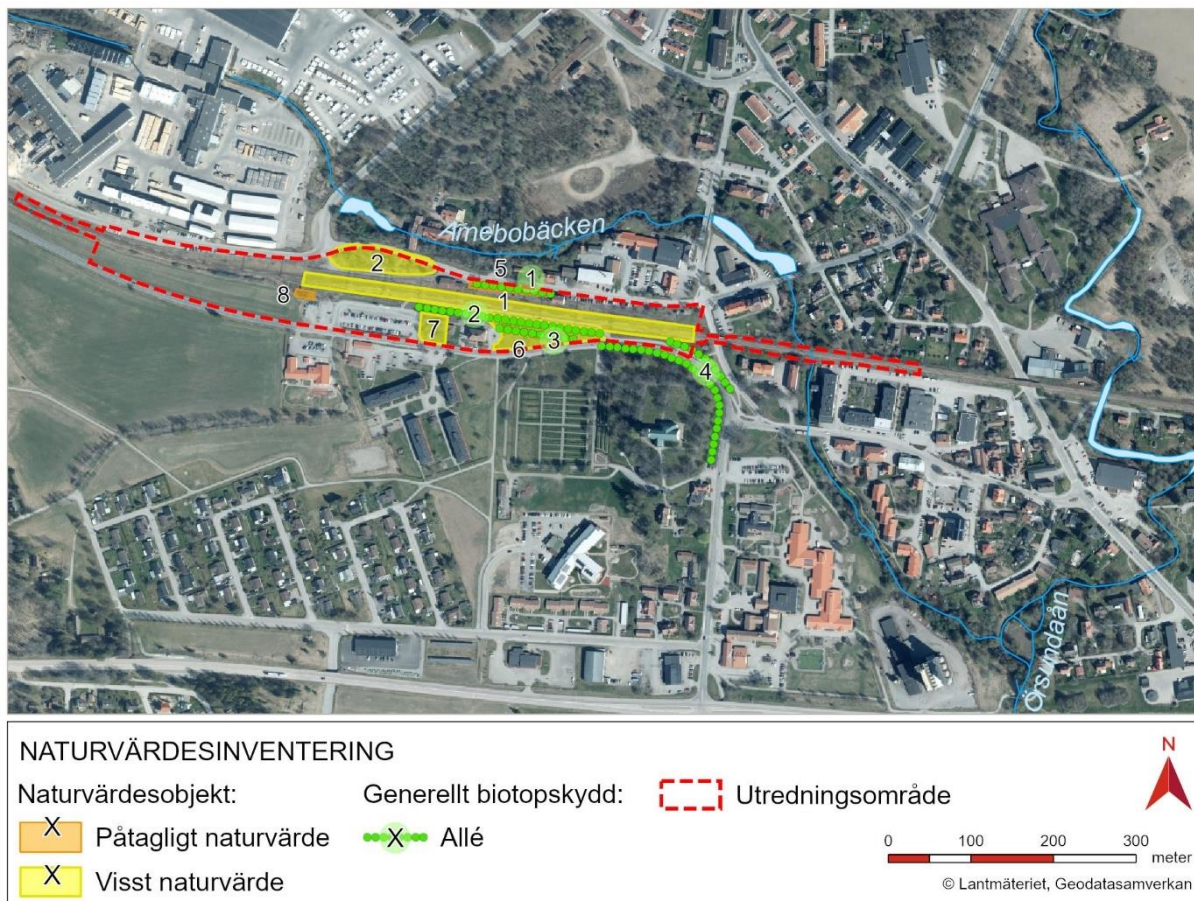 Arnebobäcken
2
5
1
1
8
2
7
3
6
4
Örsundaån
NATURVÄRDESINVENTERING
Naturvärdesobjekt:
X Påtagligt naturvärde
X Visst naturvärde
Generellt biotopskydd:
X Allé
Utredningsområde
N
0 100 200 300
meter
© Lantmäteriet, Geodatasamverkan